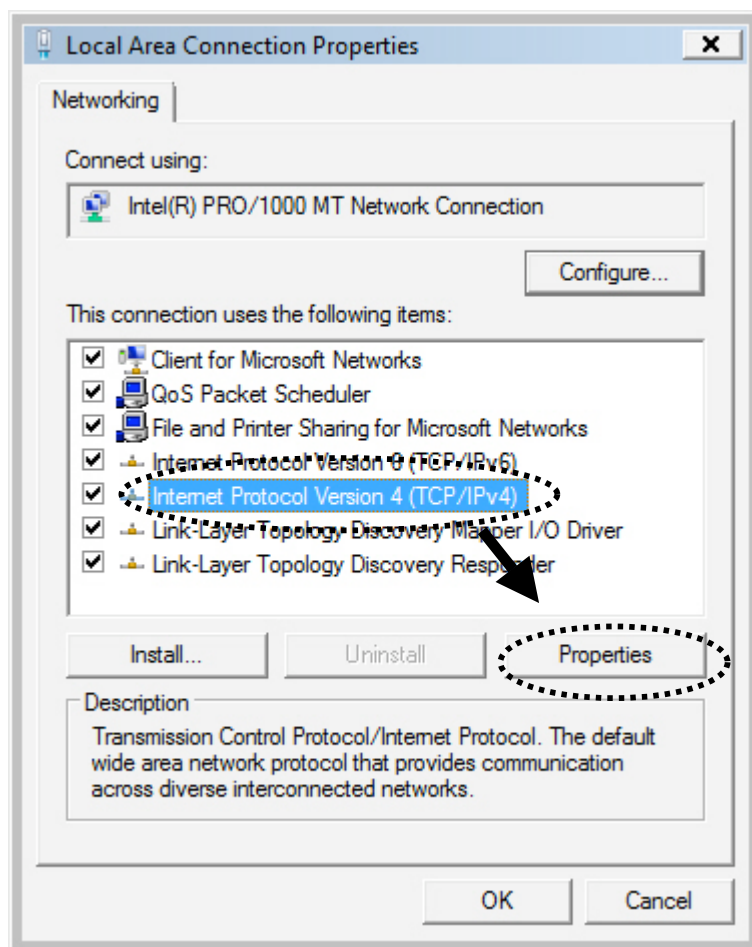 Local Area Connection Properties
Networking
Connect using:
Intel(R) PRO/1000 MT Network Connection
Configure...
This connection uses the following items:
Client for Microsoft Networks
QoS Packet Scheduler
File and Printer Sharing for Microsoft Networks
Internet Protocol Version 6 (TCP/IPv6)
Internet Protocol Version 4 (TCP/IPv4)
Link-Layer Topology Discovery Mapper I/O Driver
Link-Layer Topology Discovery Responder
Install... Uninstall Properties
Description
Transmission Control Protocol/Internet Protocol. The default
wide area network protocol that provides communication
across diverse interconnected networks.
OK Cancel